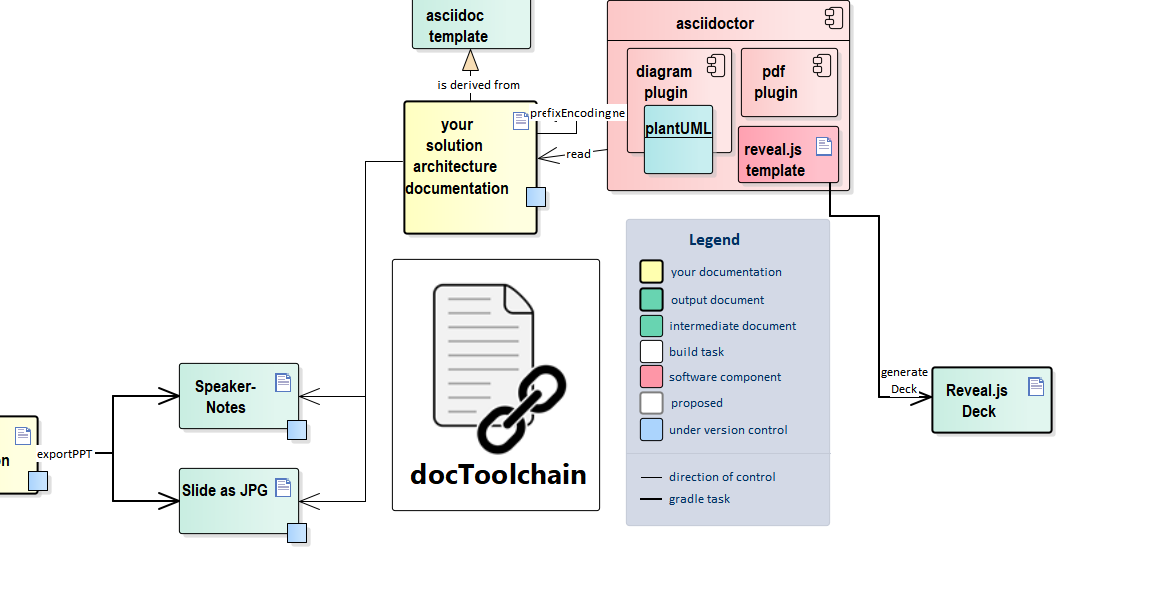 asciidoc
template
is derived from
your
solution
architecture
documentation
prefixEncodingne
read
asciidoctor
diagram
plugin
plantUML
pdf
plugin
reveal.js
template
Legend
your documentation
output document
intermediate document
build task
software component
proposed
under version control
direction of control
gradle task
docToolchain
Speaker-
Notes
Slide as JPG
n
exportPPT
generate
Deck
Reveal.js
Deck